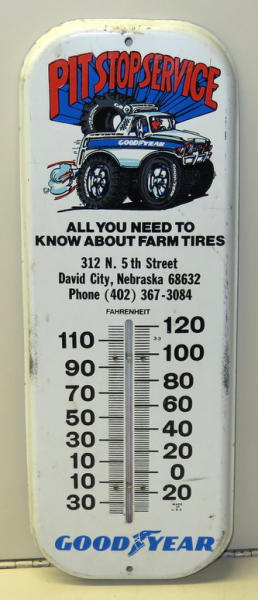 PIT STOP SERVICE
GOODYEAR
ALL YOU NEED TO
KNOW ABOUT FARM TIRES
312 N. 5th Street
David City, Nebraska 68632
Phone (402) 367-3084
FAHRENHEIT
120
110
100
90
80
70
60
50
40
30
20
10
0
10
20
30
MADE
IN
U.S.A.
GOODYEAR